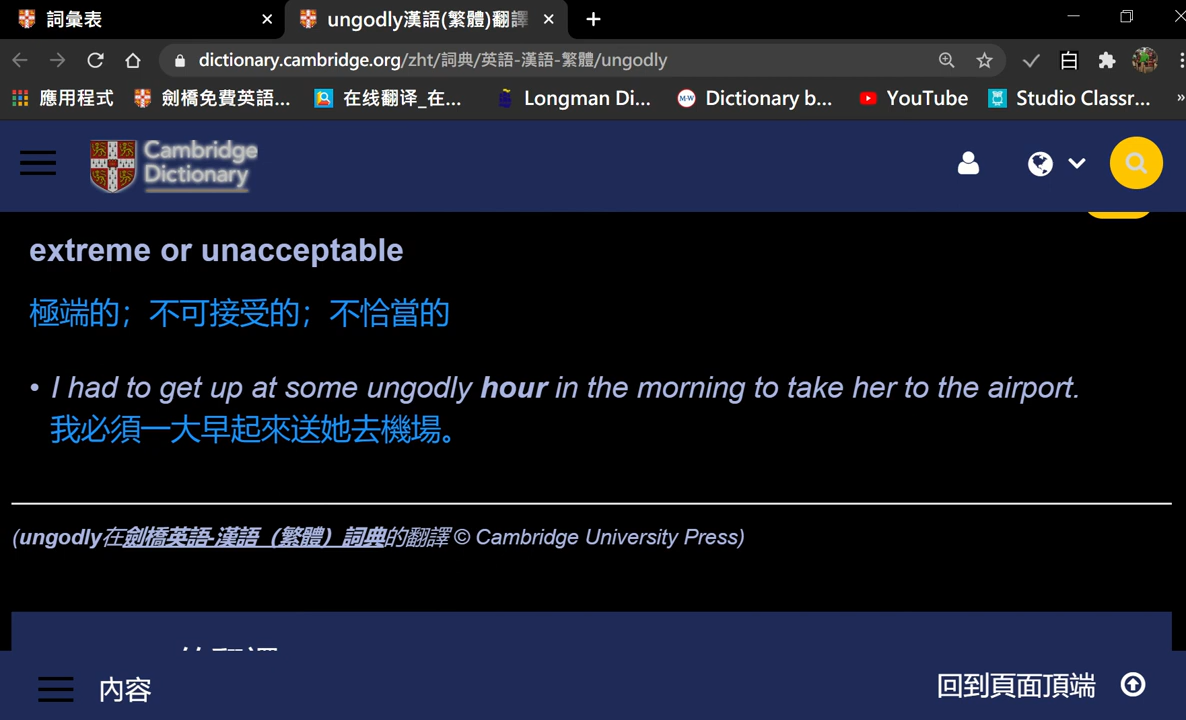 詞彙表
ungodly漢語(繁體)翻譯
dictionary.cambridge.org/zht/詞典/英語-漢語-繁體/ungodly
白
應用程式
劍橋免費英語...
在线翻译_在...
Longman Di...
M-W
Dictionary b...
YouTube
Studio Classr...
»
Cambridge
Dictionary
extreme or unacceptable
極端的；不可接受的；不恰當的
• I had to get up at some ungodly hour in the morning to take her to the airport.
我必須一大早起來送她去機場。
(ungodly在劍橋英語-漢語（繁體）詞典的翻譯 © Cambridge University Press)
的翻譯
內容
回到頁面頂端